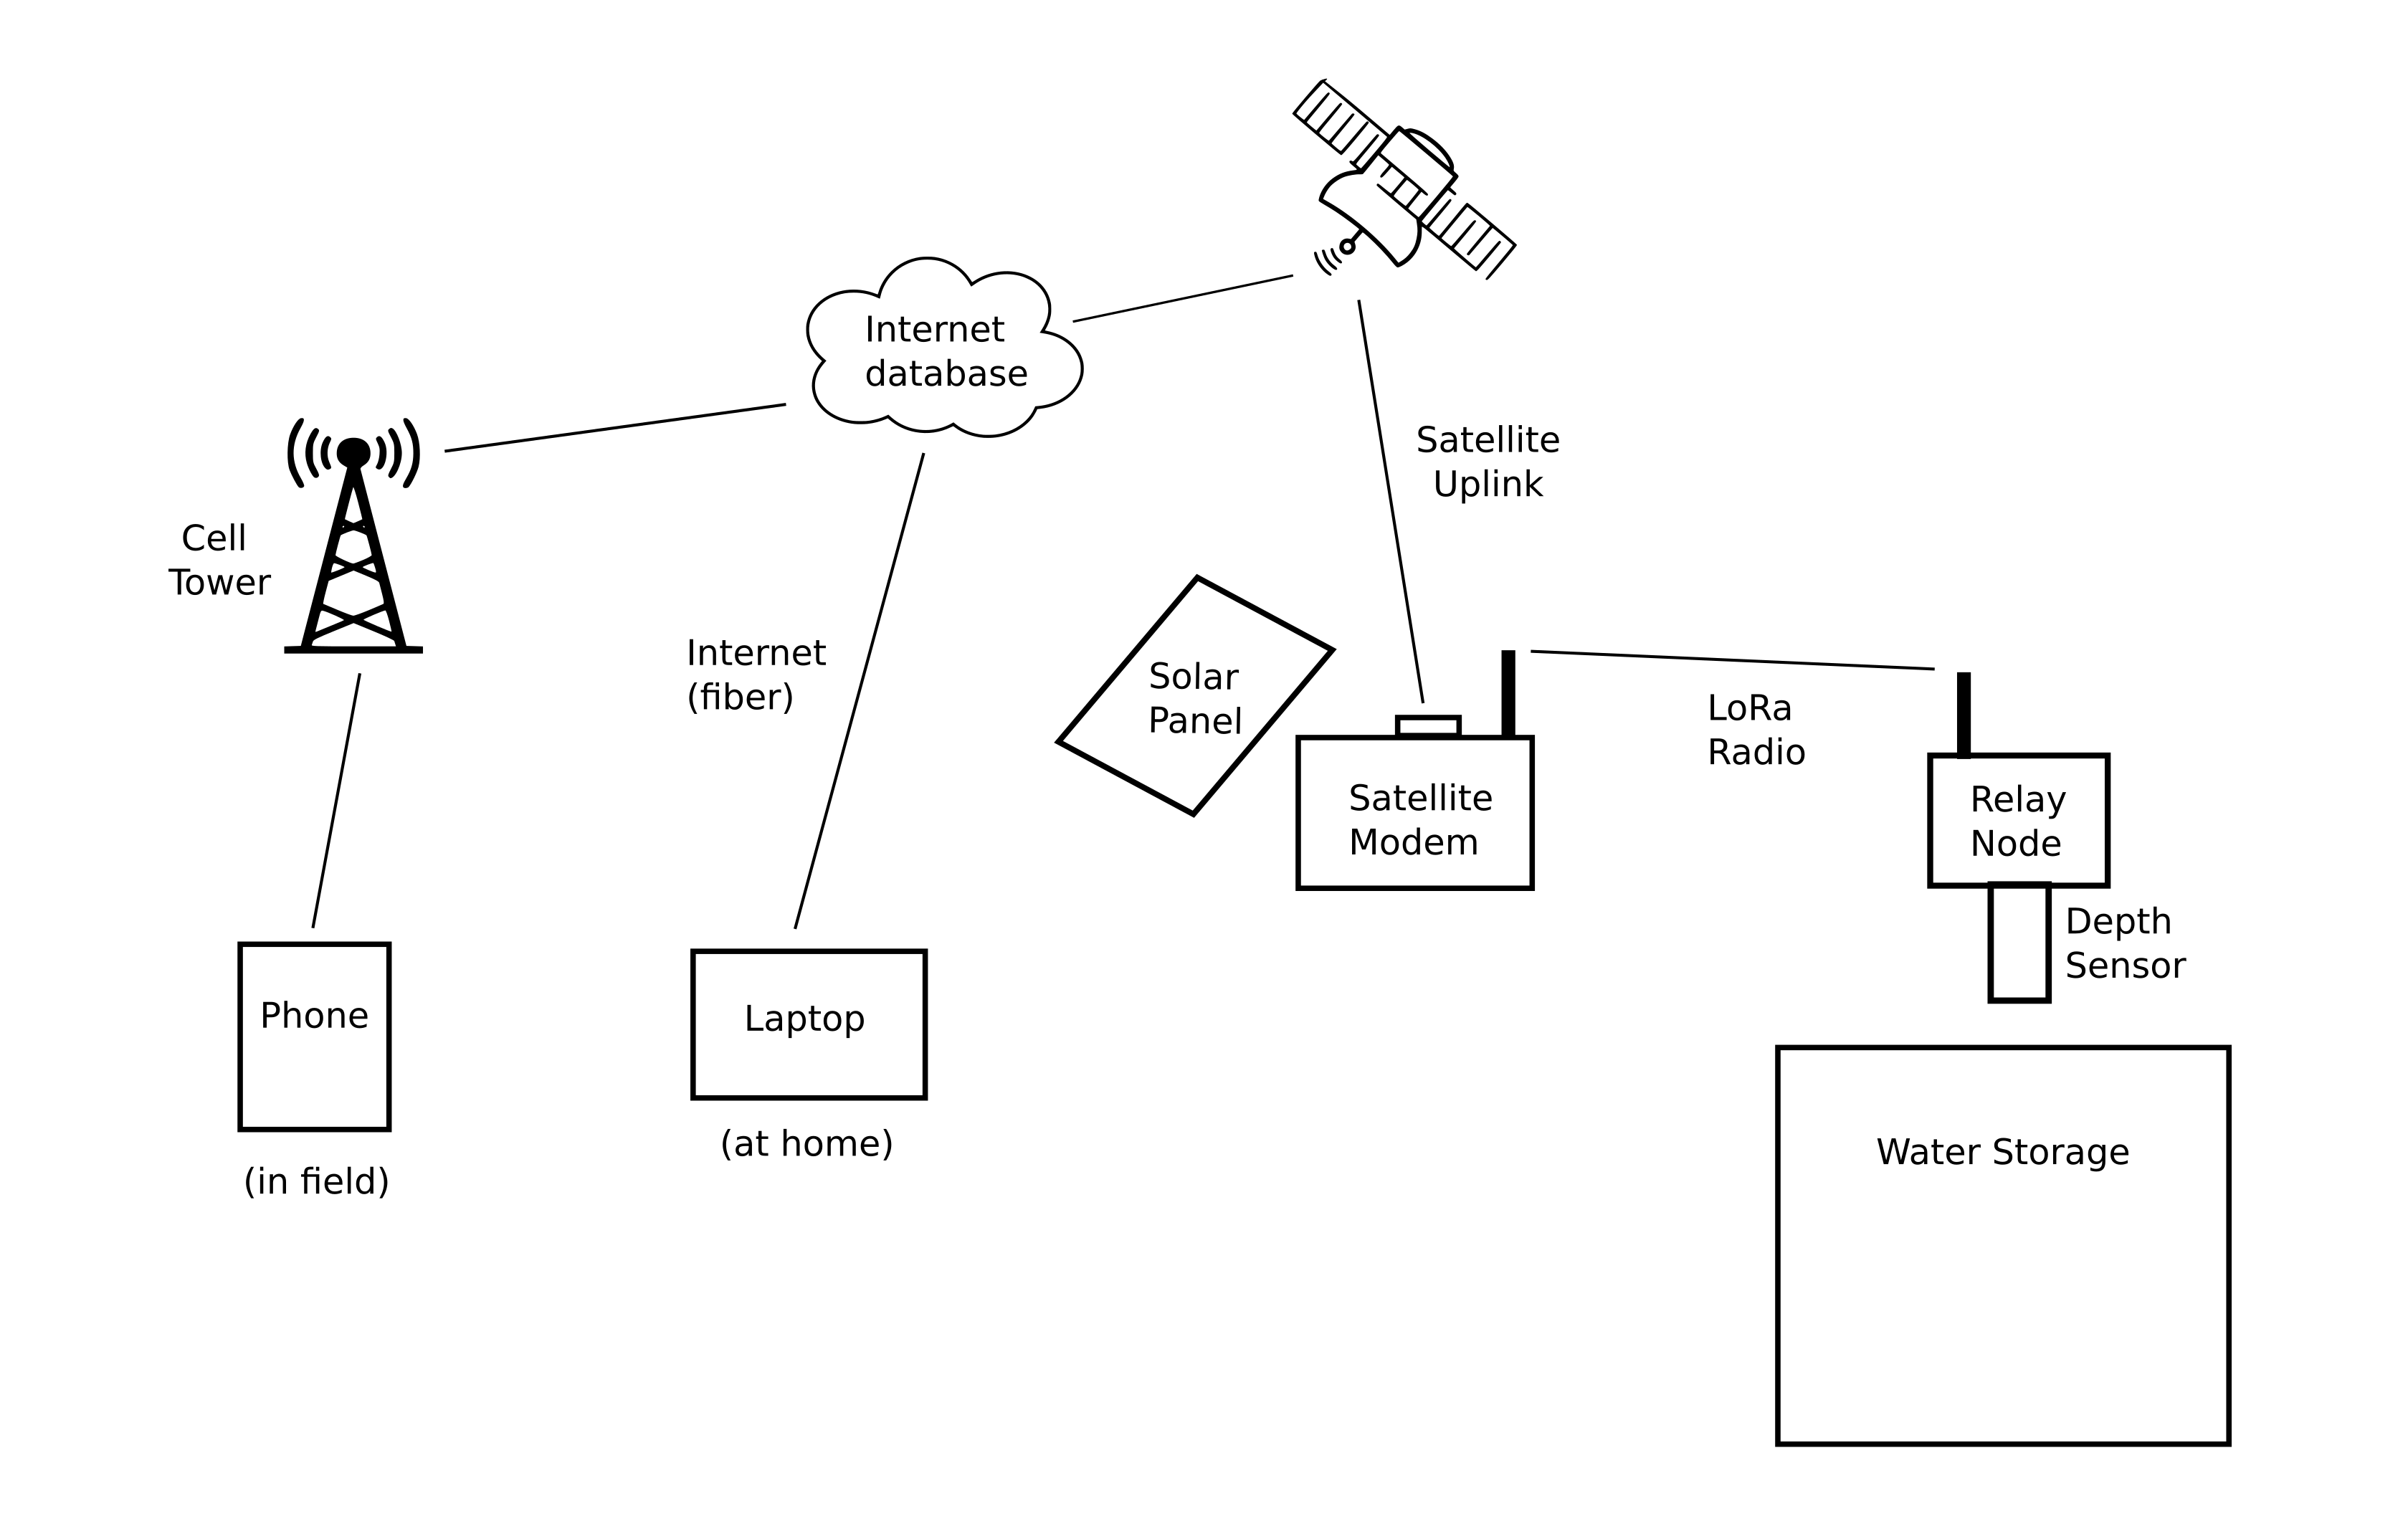 Internet
database
Satellite
Uplink
Cell
Tower
Internet
(fiber)
Solar
Panel
LoRa
Radio
Satellite
Modem
Relay
Node
Depth
Sensor
Phone
Laptop
(at home)
(in field)
Water Storage